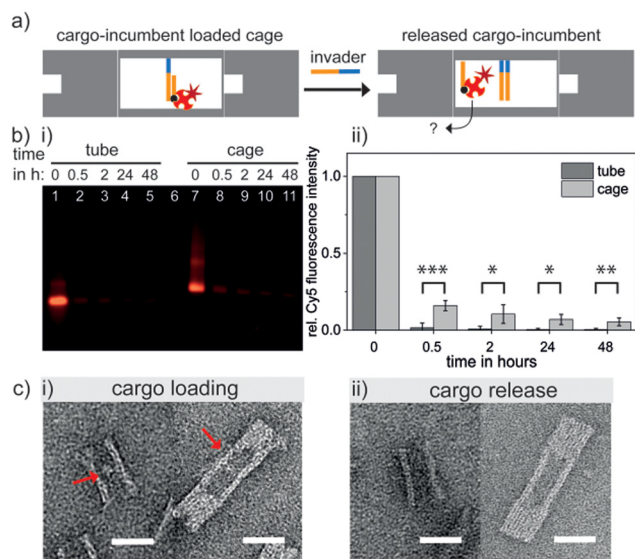 a)
cargo-incumbent loaded cage
invader
released cargo-incumbent
?
b) i)
time
in h:
tube
cage
0 0.5 2 24 48
0 0.5 2 24 48
1 2 3 4 5 6 7 8 9 10 11
ii)
rel. Cy5 fluorescence intensity
1.0
0.5
0.0
tube
cage
***
*
*
**
0 0.5 2 24 48
time in hours
c) i) cargo loading
ii) cargo release